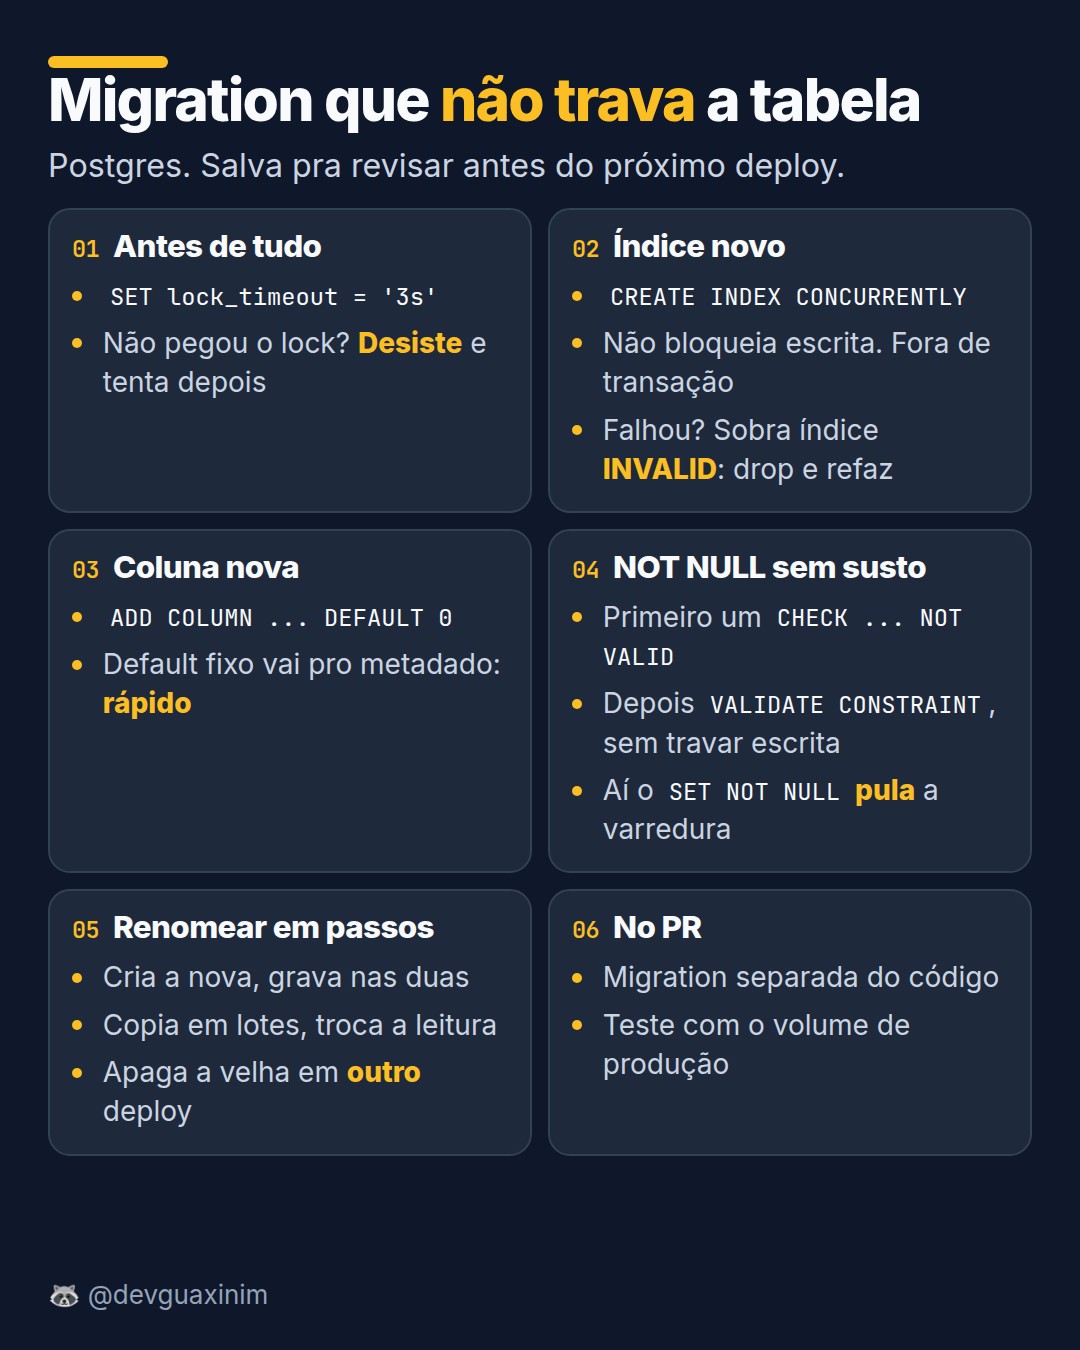 Migration que não trava a tabela
Postgres. Salva pra revisar antes do próximo deploy.
01 Antes de tudo
SET lock_timeout = '3s'
Não pegou o lock? Desiste e
tenta depois
02 Índice novo
CREATE INDEX CONCURRENTLY
Não bloqueia escrita. Fora de
transação
Falhou? Sobra índice
INVALID: drop e refaz
03 Coluna nova
ADD COLUMN ... DEFAULT 0
Default fixo vai pro metadado:
rápido
04 NOT NULL sem susto
Primeiro um CHECK ... NOT
VALID
Depois VALIDATE CONSTRAINT ,
sem travar escrita
Aí o SET NOT NULL pula a
varredura
05 Renomear em passos
Cria a nova, grava nas duas
Copia em lotes, troca a leitura
Apaga a velha em outro
deploy
06 No PR
Migration separada do código
Teste com o volume de
produção
🦝 @devguaxinim